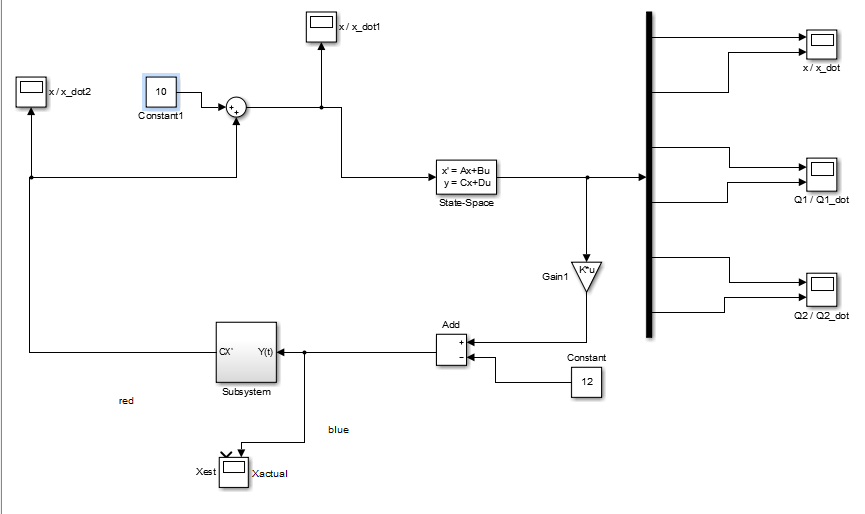 x / x_dot1
x / x_dot
x / x_dot2
10
Constant1
+
+
x' = Ax+Bu
y = Cx+Du
State-Space
Q1 / Q1_dot
K*u
Gain1
Q2 / Q2_dot
Add
+
−
Constant
12
CX' Y(t)
Subsystem
red
blue
Xest Xactual